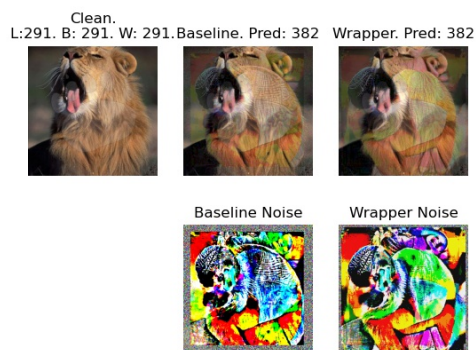 Clean.
L:291. B: 291. W: 291.
Baseline. Pred: 382
Wrapper. Pred: 382
Baseline Noise
Wrapper Noise